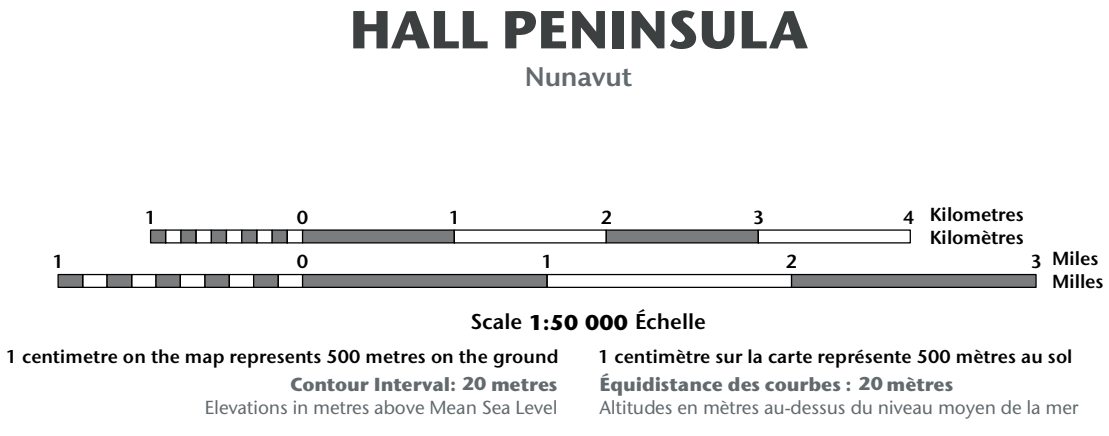 HALL PENINSULA
Nunavut
1 0 1 2 3 4 Kilometres
Kilomètres
1 0 1 2 3 Miles
Milles
Scale 1:50 000 Échelle
1 centimetre on the map represents 500 metres on the ground
Contour Interval: 20 metres
Elevations in metres above Mean Sea Level
1 centimètre sur la carte représente 500 mètres au sol
Équidistance des courbes : 20 mètres
Altitudes en mètres au-dessus du niveau moyen de la mer